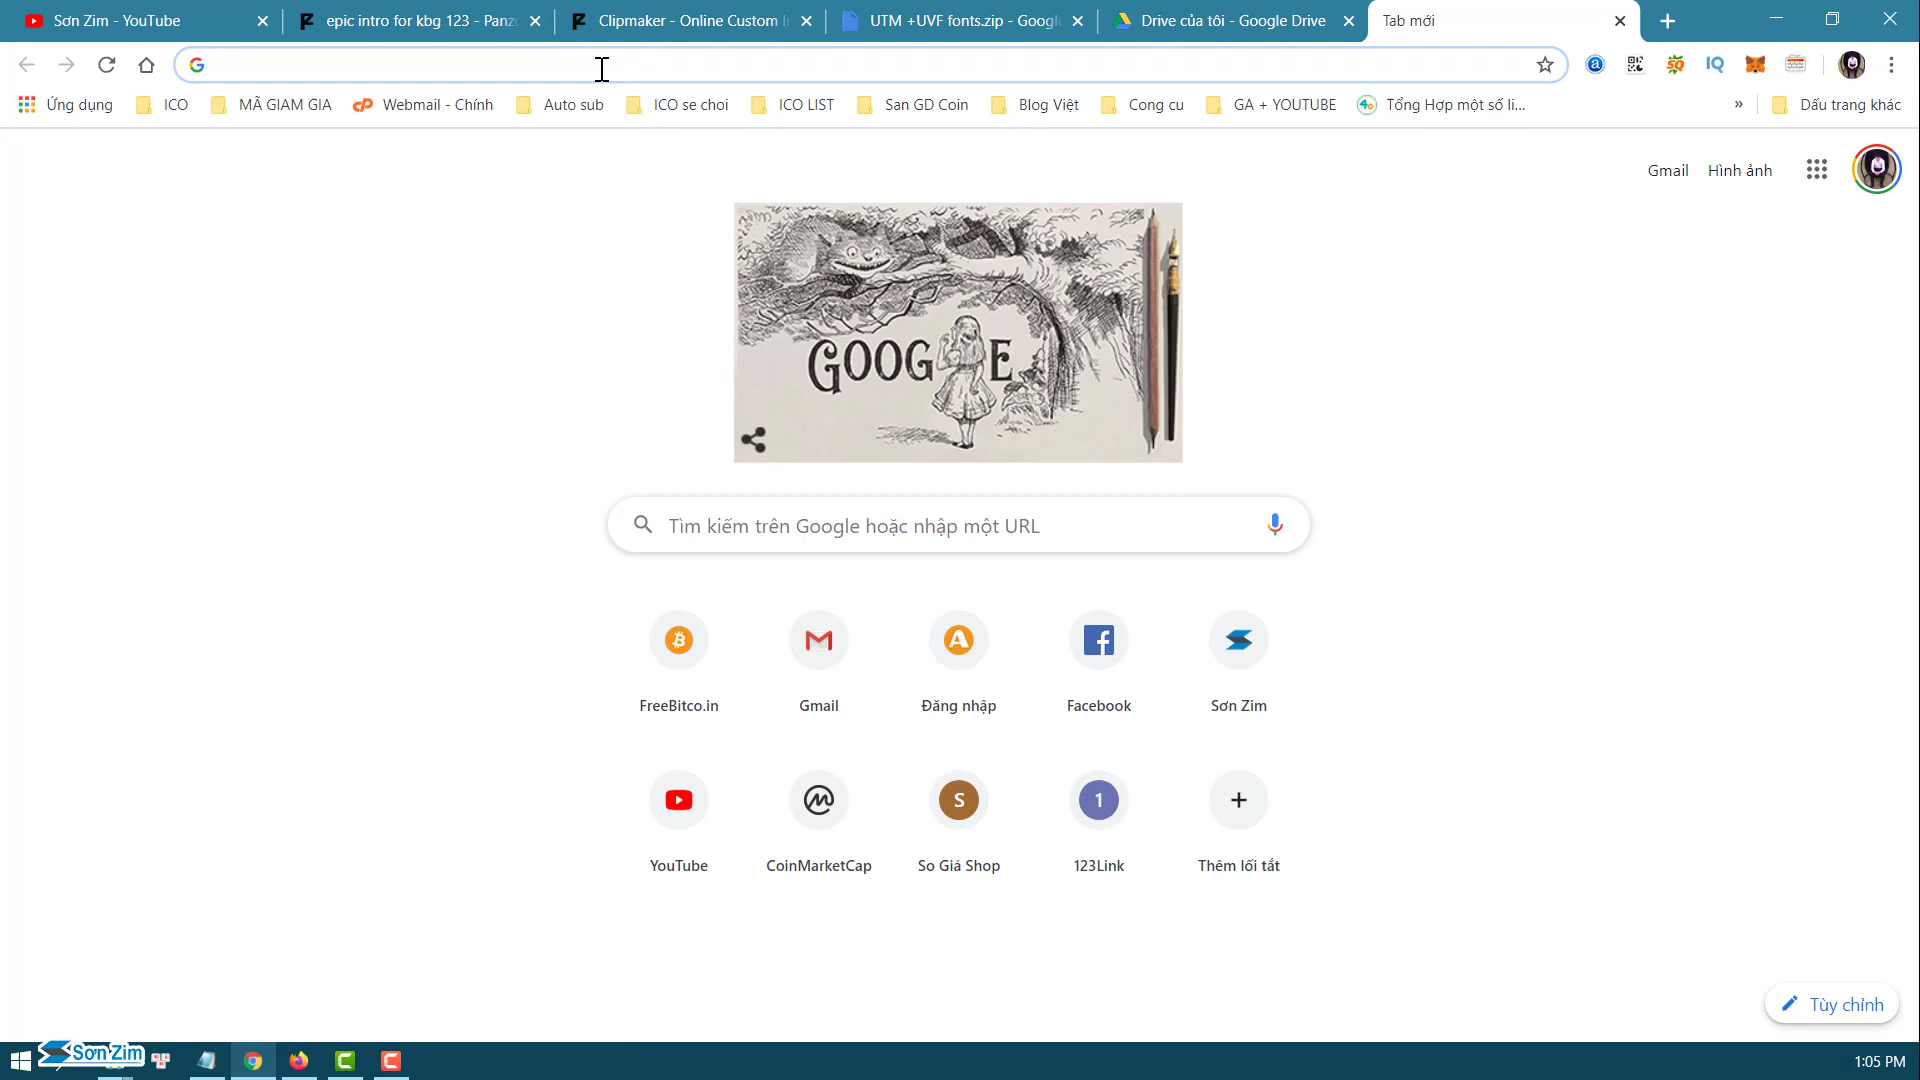 Sơn Zim - YouTube
epic intro for kbg 123 - Panz
Clipmaker - Online Custom I
UTM +UVF fonts.zip - Googl
Drive của tôi - Google Drive
Tab mới
Ứng dụng
ICO
MÃ GIAM GIA
Webmail - Chính
Auto sub
ICO se choi
ICO LIST
San GD Coin
Blog Việt
Cong cu
GA + YOUTUBE
Tổng Hợp một số li...
»
Dấu trang khác
Gmail
Hình ảnh
GOOG E
Tìm kiếm trên Google hoặc nhập một URL
FreeBitco.in
Gmail
Đăng nhập
Facebook
Sơn Zim
S
1
YouTube
CoinMarketCap
So Giá Shop
123Link
Thêm lối tắt
Tùy chỉnh
Sơn Zim
1:05 PM